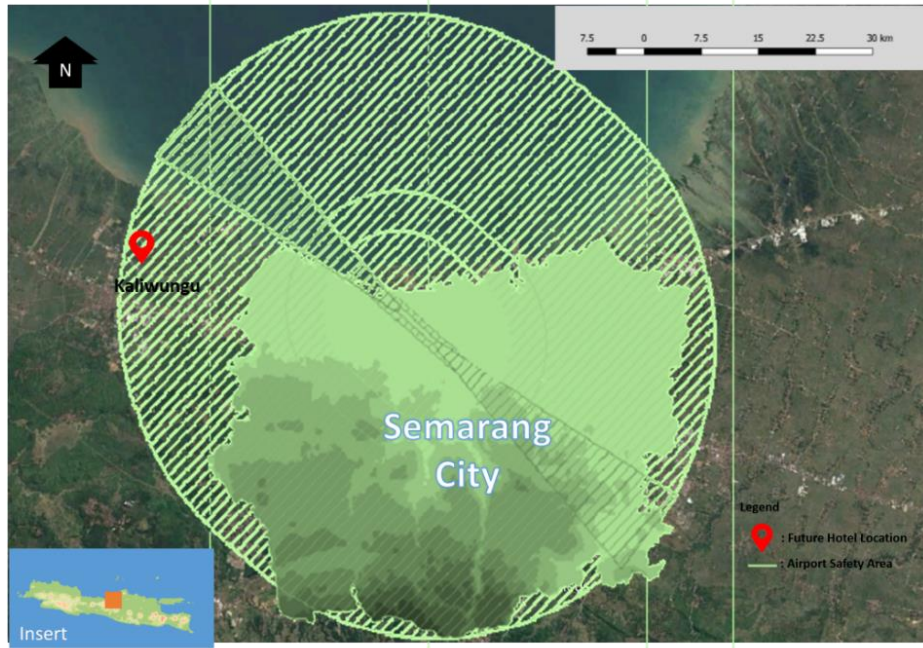 N
7.5 0 7.5 15 22.5 30 km
Kaliwungu
Semarang
City
Legend
: Future Hotel Location
: Airport Safety Area
Insert